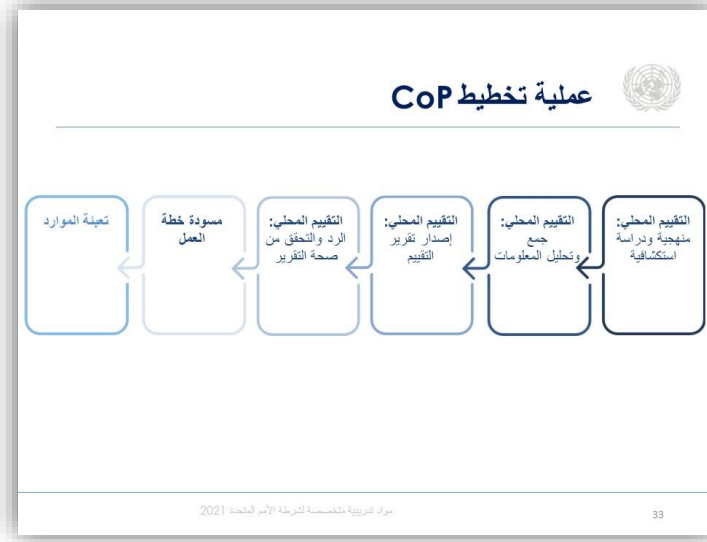 عملية تخطيط CoP
التقييم المحلي:
منهجية ودراسة
استكشافية
التقييم المحلي:
جمع
وتحليل المعلومات
التقييم المحلي:
إصدار تقرير
التقييم
التقييم المحلي:
الرد والتحقق من
صحة التقرير
مسودة خطة
العمل
تعبئة الموارد
مواد تدريبية متخصصة لشرطة الأمم المتحدة 2021
33